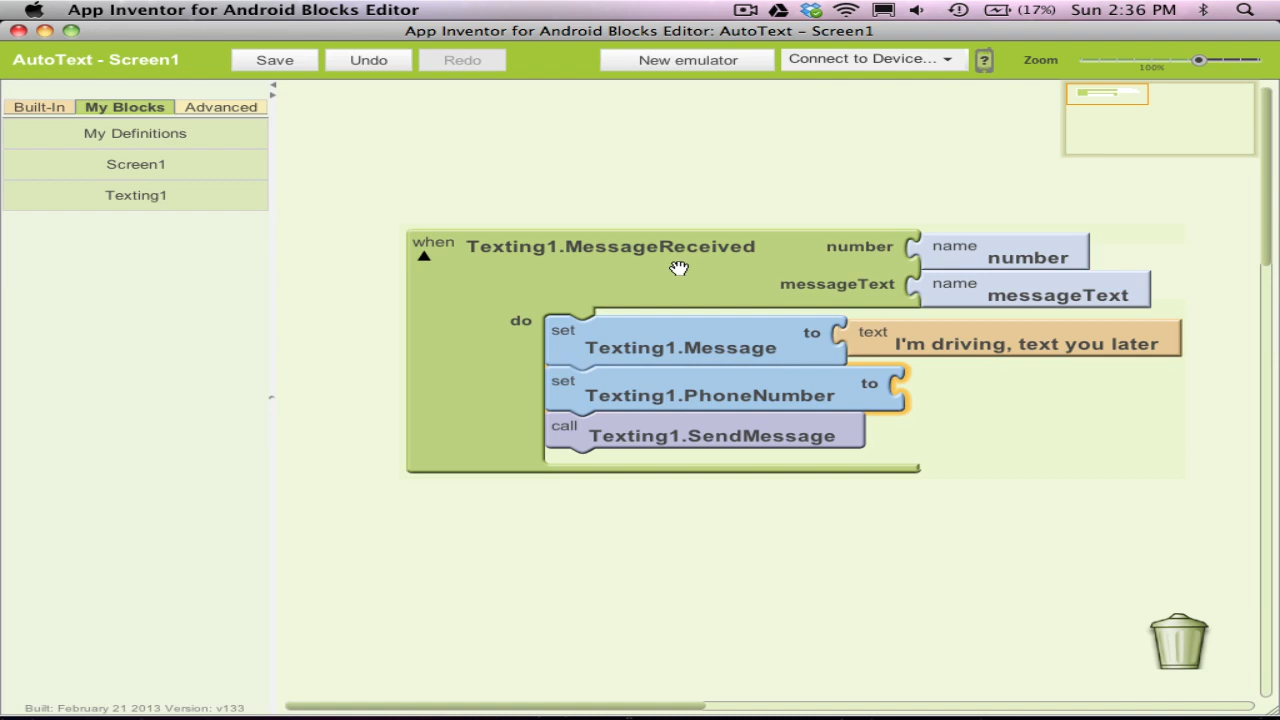 App Inventor for Android Blocks Editor (17%) Sun 2:36 PM
App Inventor for Android Blocks Editor: AutoText – Screen1
AutoText - Screen1 Save Undo Redo New emulator Connect to Device... ? Zoom
100%
Built-In My Blocks Advanced
My Definitions
Screen1
Texting1
when Texting1.MessageReceived number name number
messageText name messageText
do set Texting1.Message to text I'm driving, text you later
set Texting1.PhoneNumber to
call Texting1.SendMessage
Built: February 21 2013 Version: v133